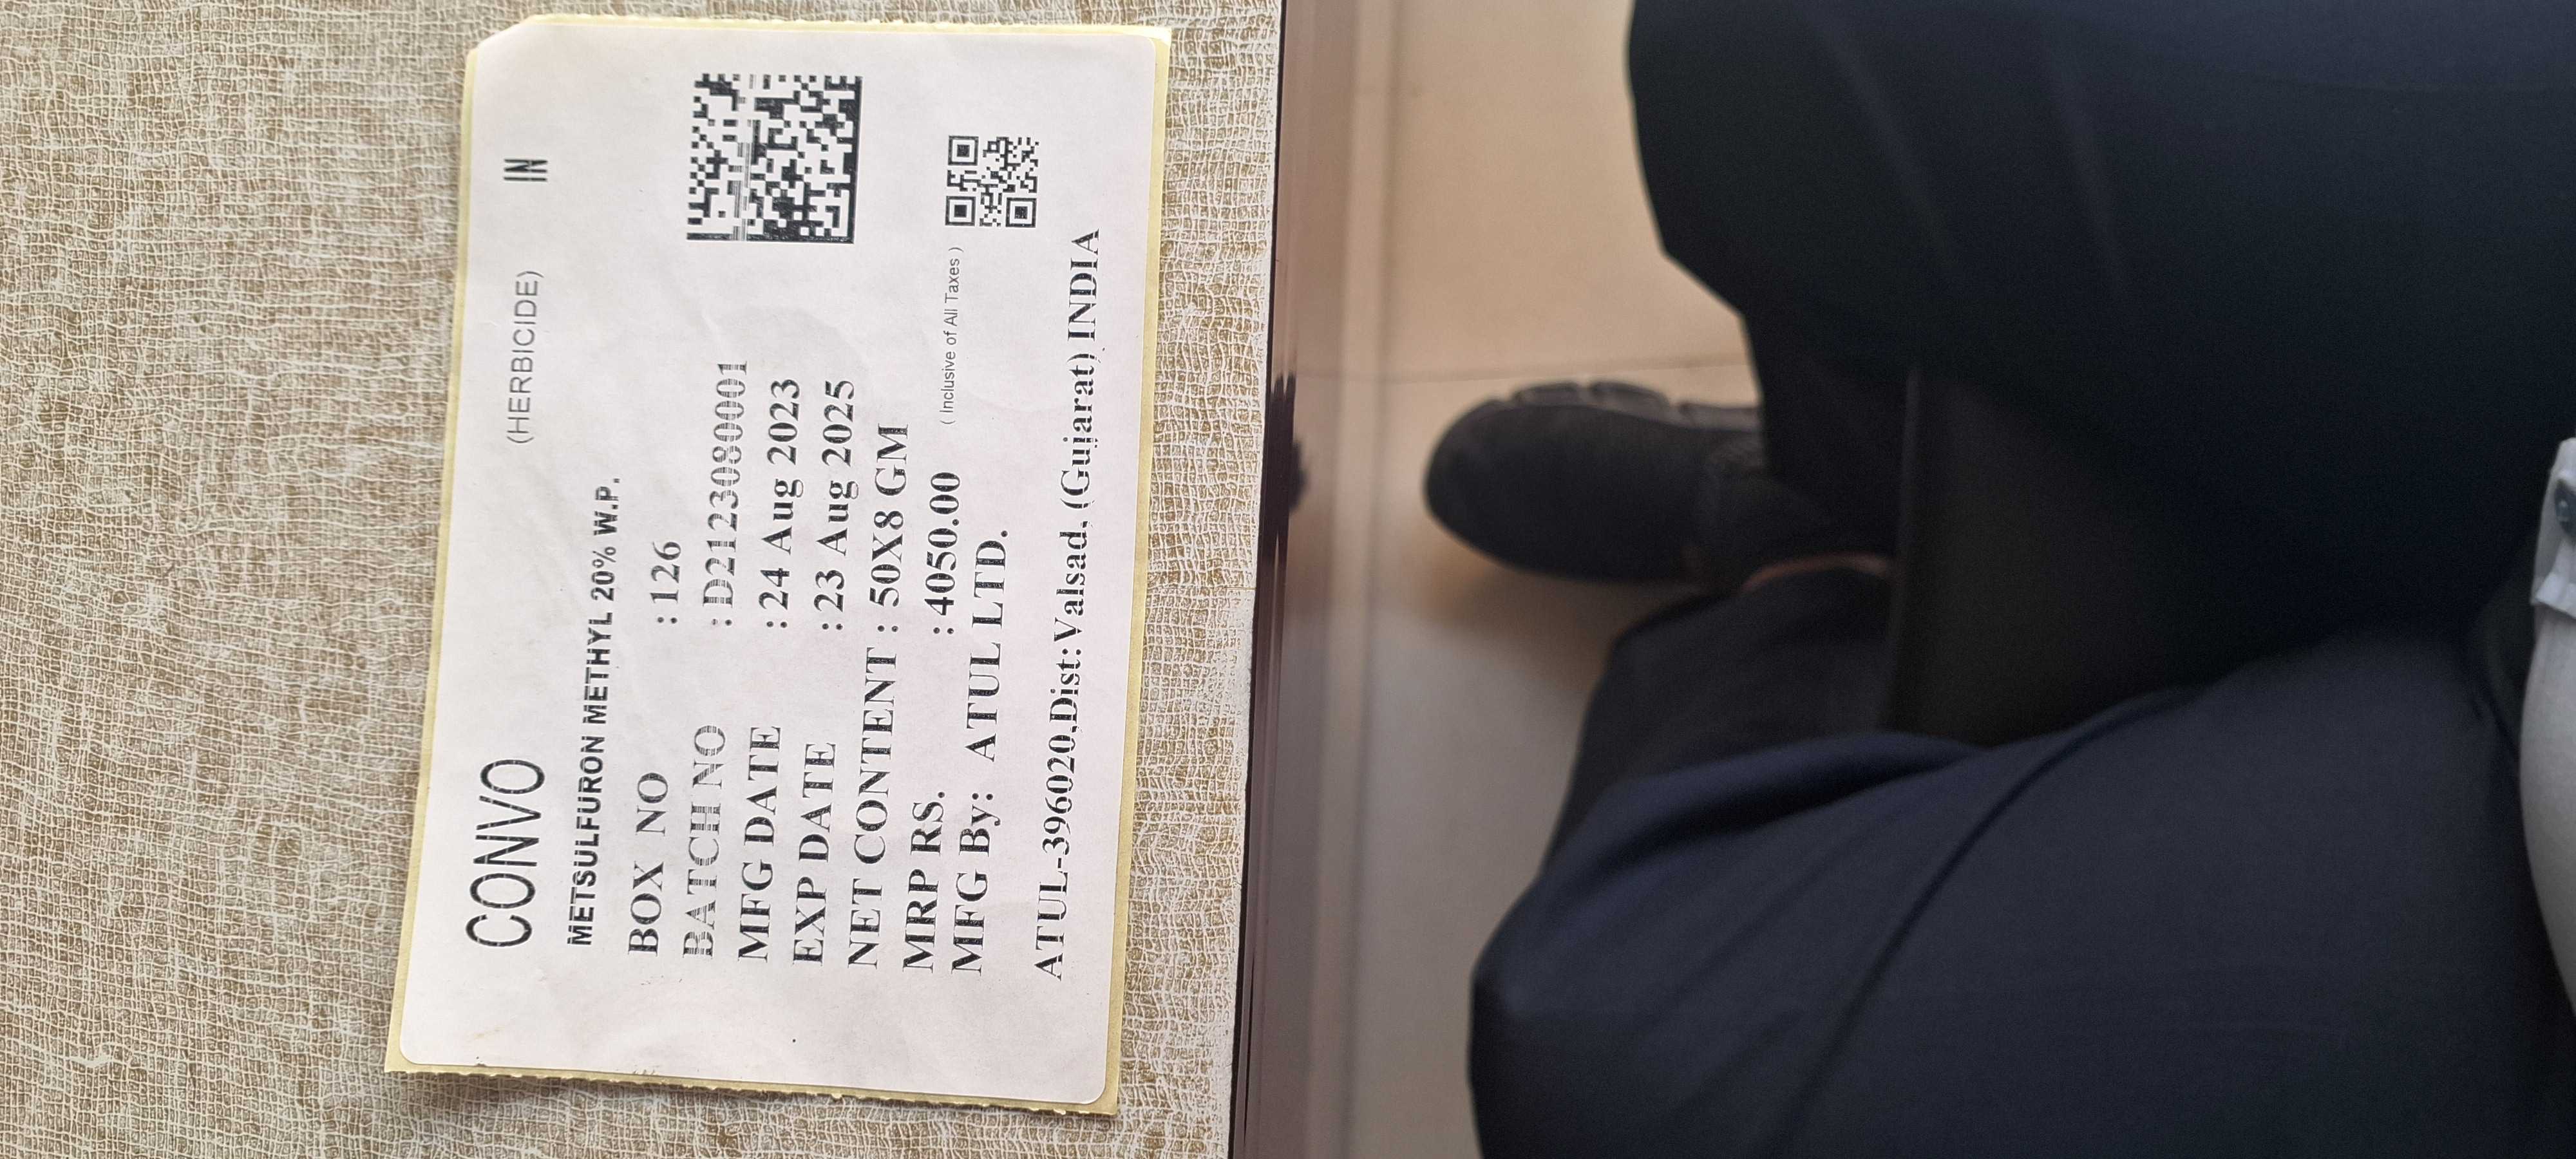 CONVO (HERBICIDE) IN
METSULFURON METHYL 20% W.P.
BOX NO : 126
BATCH NO : D2123080001
MFG DATE : 24 Aug 2023
EXP DATE : 23 Aug 2025
NET CONTENT : 50X8 GM
MRP RS. : 4050.00 ( Inclusive of All Taxes )
MFG By: ATUL LTD.
ATUL-396020,Dist: Valsad, (Gujarat) INDIA